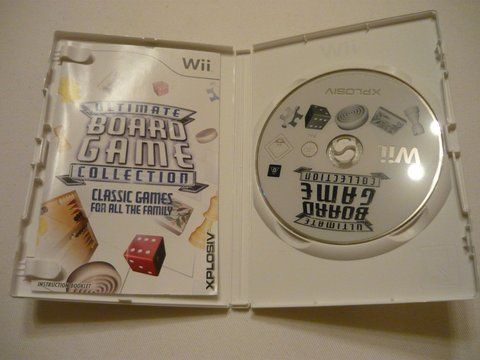 Wii
ULTIMATE
BOARD
GAME
COLLECTION
CLASSIC GAMES
FOR ALL THE FAMILY
XPLOSIV
INSTRUCTION BOOKLET
Wii
XPLOSIV
Wii
ULTIMATE
BOARD
GAME
COLLECTION